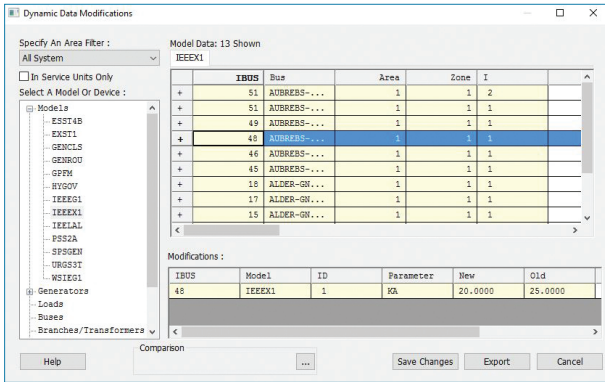 Dynamic Data Modifications
Specify An Area Filter :
All System
In Service Units Only
Select A Model Or Device :
Models
ESST4B
EXST1
GENCLS
GENROU
GPFM
HYGOV
IEEEG1
IEEEX1
IEELAL
PSS2A
SPSGEN
URGS3T
WSIEG1
Generators
Loads
Buses
Branches/Transformers
Model Data: 13 Shown
IEEEX1
IBUS Bus Area Zone I
+ 51 AUBREBS-... 1 1 2
+ 51 AUBREBS-... 1 1 1
+ 49 AUBREBS-... 1 1 1
+ 48 AUBREBS-... 1 1 1
+ 46 AUBREBS-... 1 1 1
+ 45 AUBREBS-... 1 1 1
+ 18 ALDER-GN... 1 1 1
+ 17 ALDER-GN... 1 1 1
+ 15 ALDER-GN... 1 1 1
Modifications :
IBUS Model ID Parameter New Old
48 IEEEX1 1 KA 20.0000 25.0000
Comparison
Help ... Save Changes Export Cancel